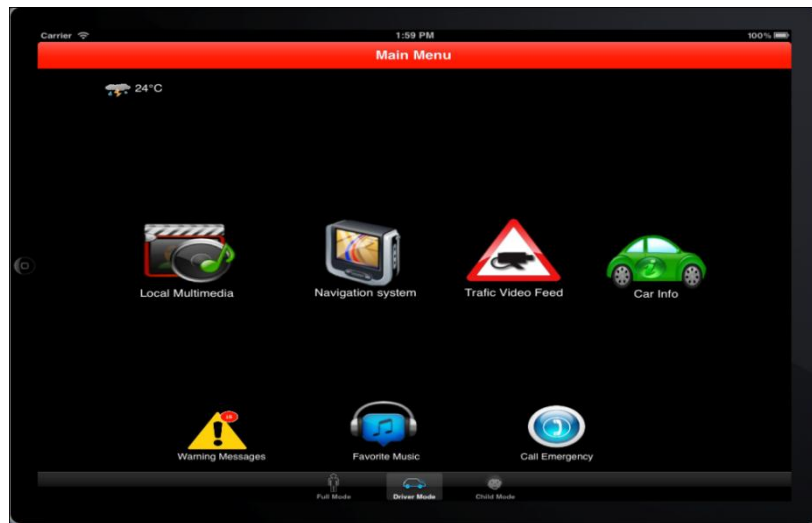 Carrier 1:59 PM 100%
Main Menu
24°C
Local Multimedia Navigation system Trafic Video Feed Car Info
Warning Messages Favorite Music Call Emergency
Full Mode Driver Mode Child Mode